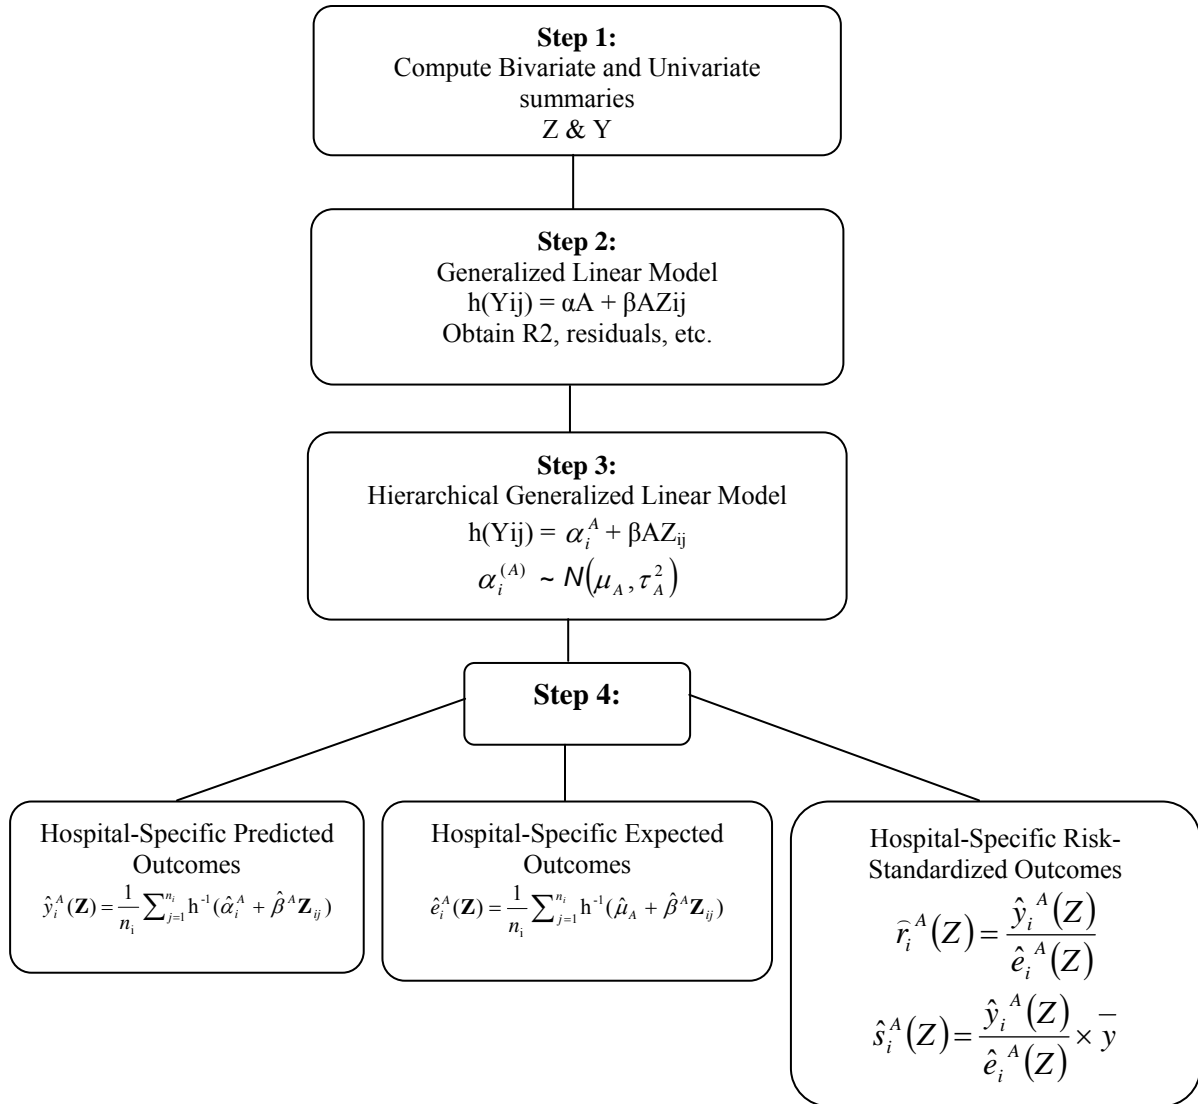 Step 1:
Compute Bivariate and Univariate
summaries
Z & Y
Step 2:
Generalized Linear Model
h(Yij) = αA + βAZij
Obtain R2, residuals, etc.
Step 3:
Hierarchical Generalized Linear Model
h(Yij) = α_i^A + βAZ_ij
α_i^(A) ~ N(μ_A, τ_A^2)
Step 4:
Hospital-Specific Predicted
Outcomes
ŷ_i^A(Z) = 1/n_i ∑_{j=1}^{n_i} h^-1(α̂_i^A + β̂^A Z_ij)
Hospital-Specific Expected
Outcomes
ê_i^A(Z) = 1/n_i ∑_{j=1}^{n_i} h^-1(μ̂_A + β̂^A Z_ij)
Hospital-Specific Risk-
Standardized Outcomes
r̂_i^A(Z) = ŷ_i^A(Z) / ê_i^A(Z)
ŝ_i^A(Z) = ŷ_i^A(Z) / ê_i^A(Z) × ȳ